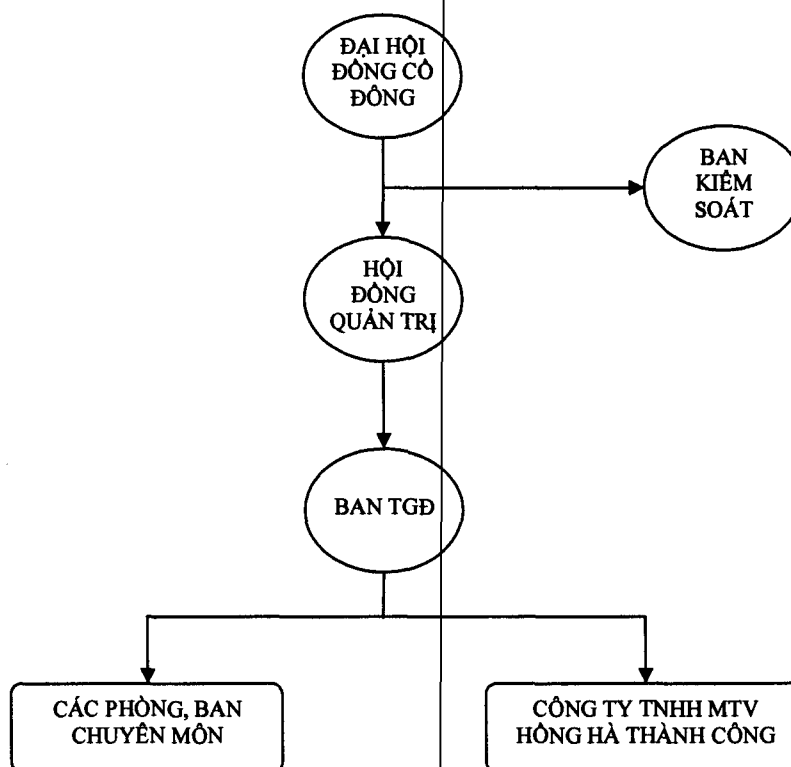 ĐẠI HỘI
ĐỒNG CỔ
ĐÔNG
BAN
KIỂM
SOÁT
HỘI
ĐỒNG
QUẢN TRỊ
BAN TGĐ
CÁC PHÒNG, BAN
CHUYÊN MÔN
CÔNG TY TNHH MTV
HỒNG HÀ THÀNH CÔNG